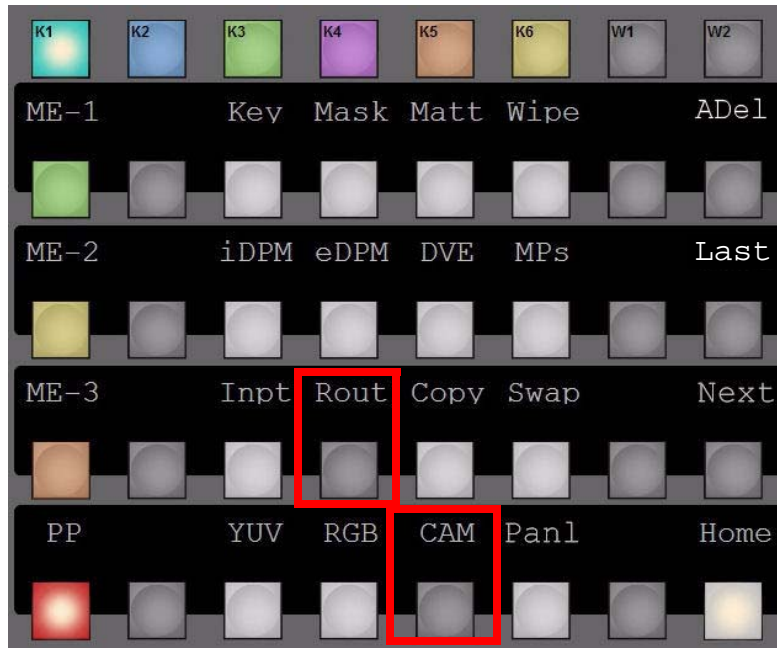 K1 K2 K3 K4 K5 K6 W1 W2
ME-1 Key Mask Matt Wipe ADel
ME-2 iDPM eDPM DVE MPs Last
ME-3 Inpt Rout Copy Swap Next
PP YUV RGB CAM Panl Home